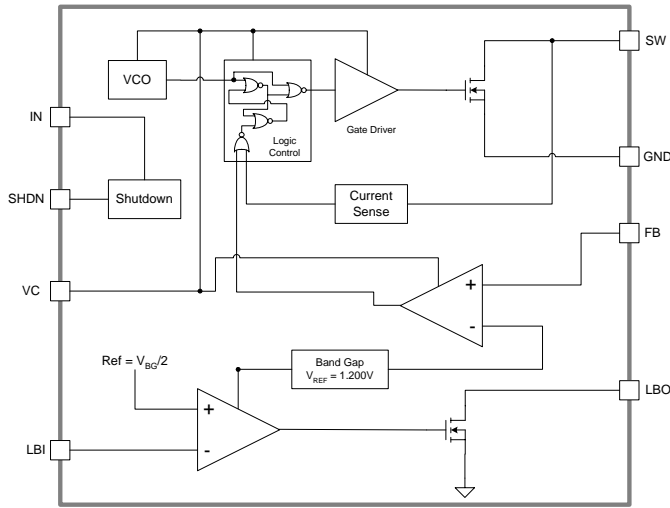 SW
VCO
IN
Logic
Control
Gate Driver
GND
SHDN
Shutdown
Current
Sense
FB
VC
+
-
Ref = VBG/2
Band Gap
VREF = 1.200V
LBO
+
-
LBI